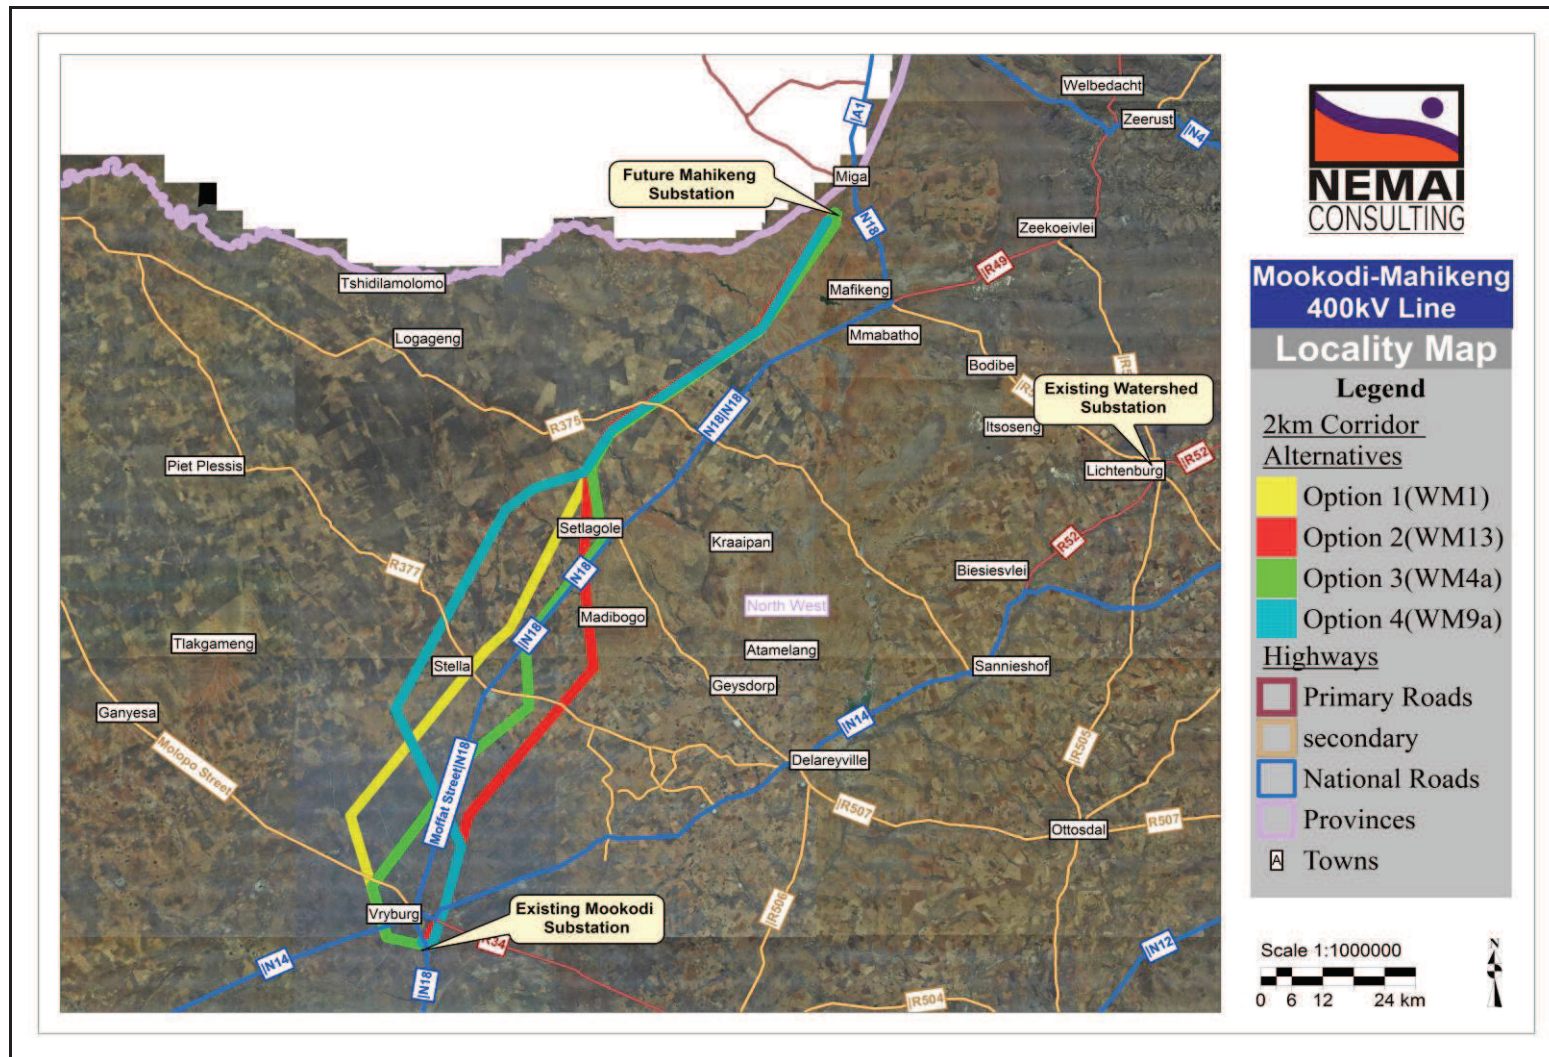 Welbedacht
|A1
Zeerust
|N4
Future Mahikeng
Substation
Miga
N18
Zeekoeivlei
|R49
Tshidilamolomo
Mafikeng
Logageng
Mmabatho
Bodibe
Existing Watershed
Substation
N18|N18
R375
Itsoseng
Piet Plessis
Lichtenburg
|R52
Setlagole
Kraaipan
R52
R377
N18
Biesiesvlei
North West
Madibogo
|N18
Tlakgameng
Atamelang
Stella
Sannieshof
Geysdorp
Ganyesa
|N14
Molopo Street
|R505
Delareyville
Moffat Street|N18
|R507
R507
Ottosdal
|R506
Vryburg
Existing Mookodi
Substation
R34
|N14
|N12
|N18
|R504
NEMAI
CONSULTING
Mookodi-Mahikeng
400kV Line
Locality Map
Legend
2km Corridor
Alternatives
Option 1(WM1)
Option 2(WM13)
Option 3(WM4a)
Option 4(WM9a)
Highways
Primary Roads
secondary
National Roads
Provinces
A Towns
Scale 1:1000000
N
0 6 12 24 km